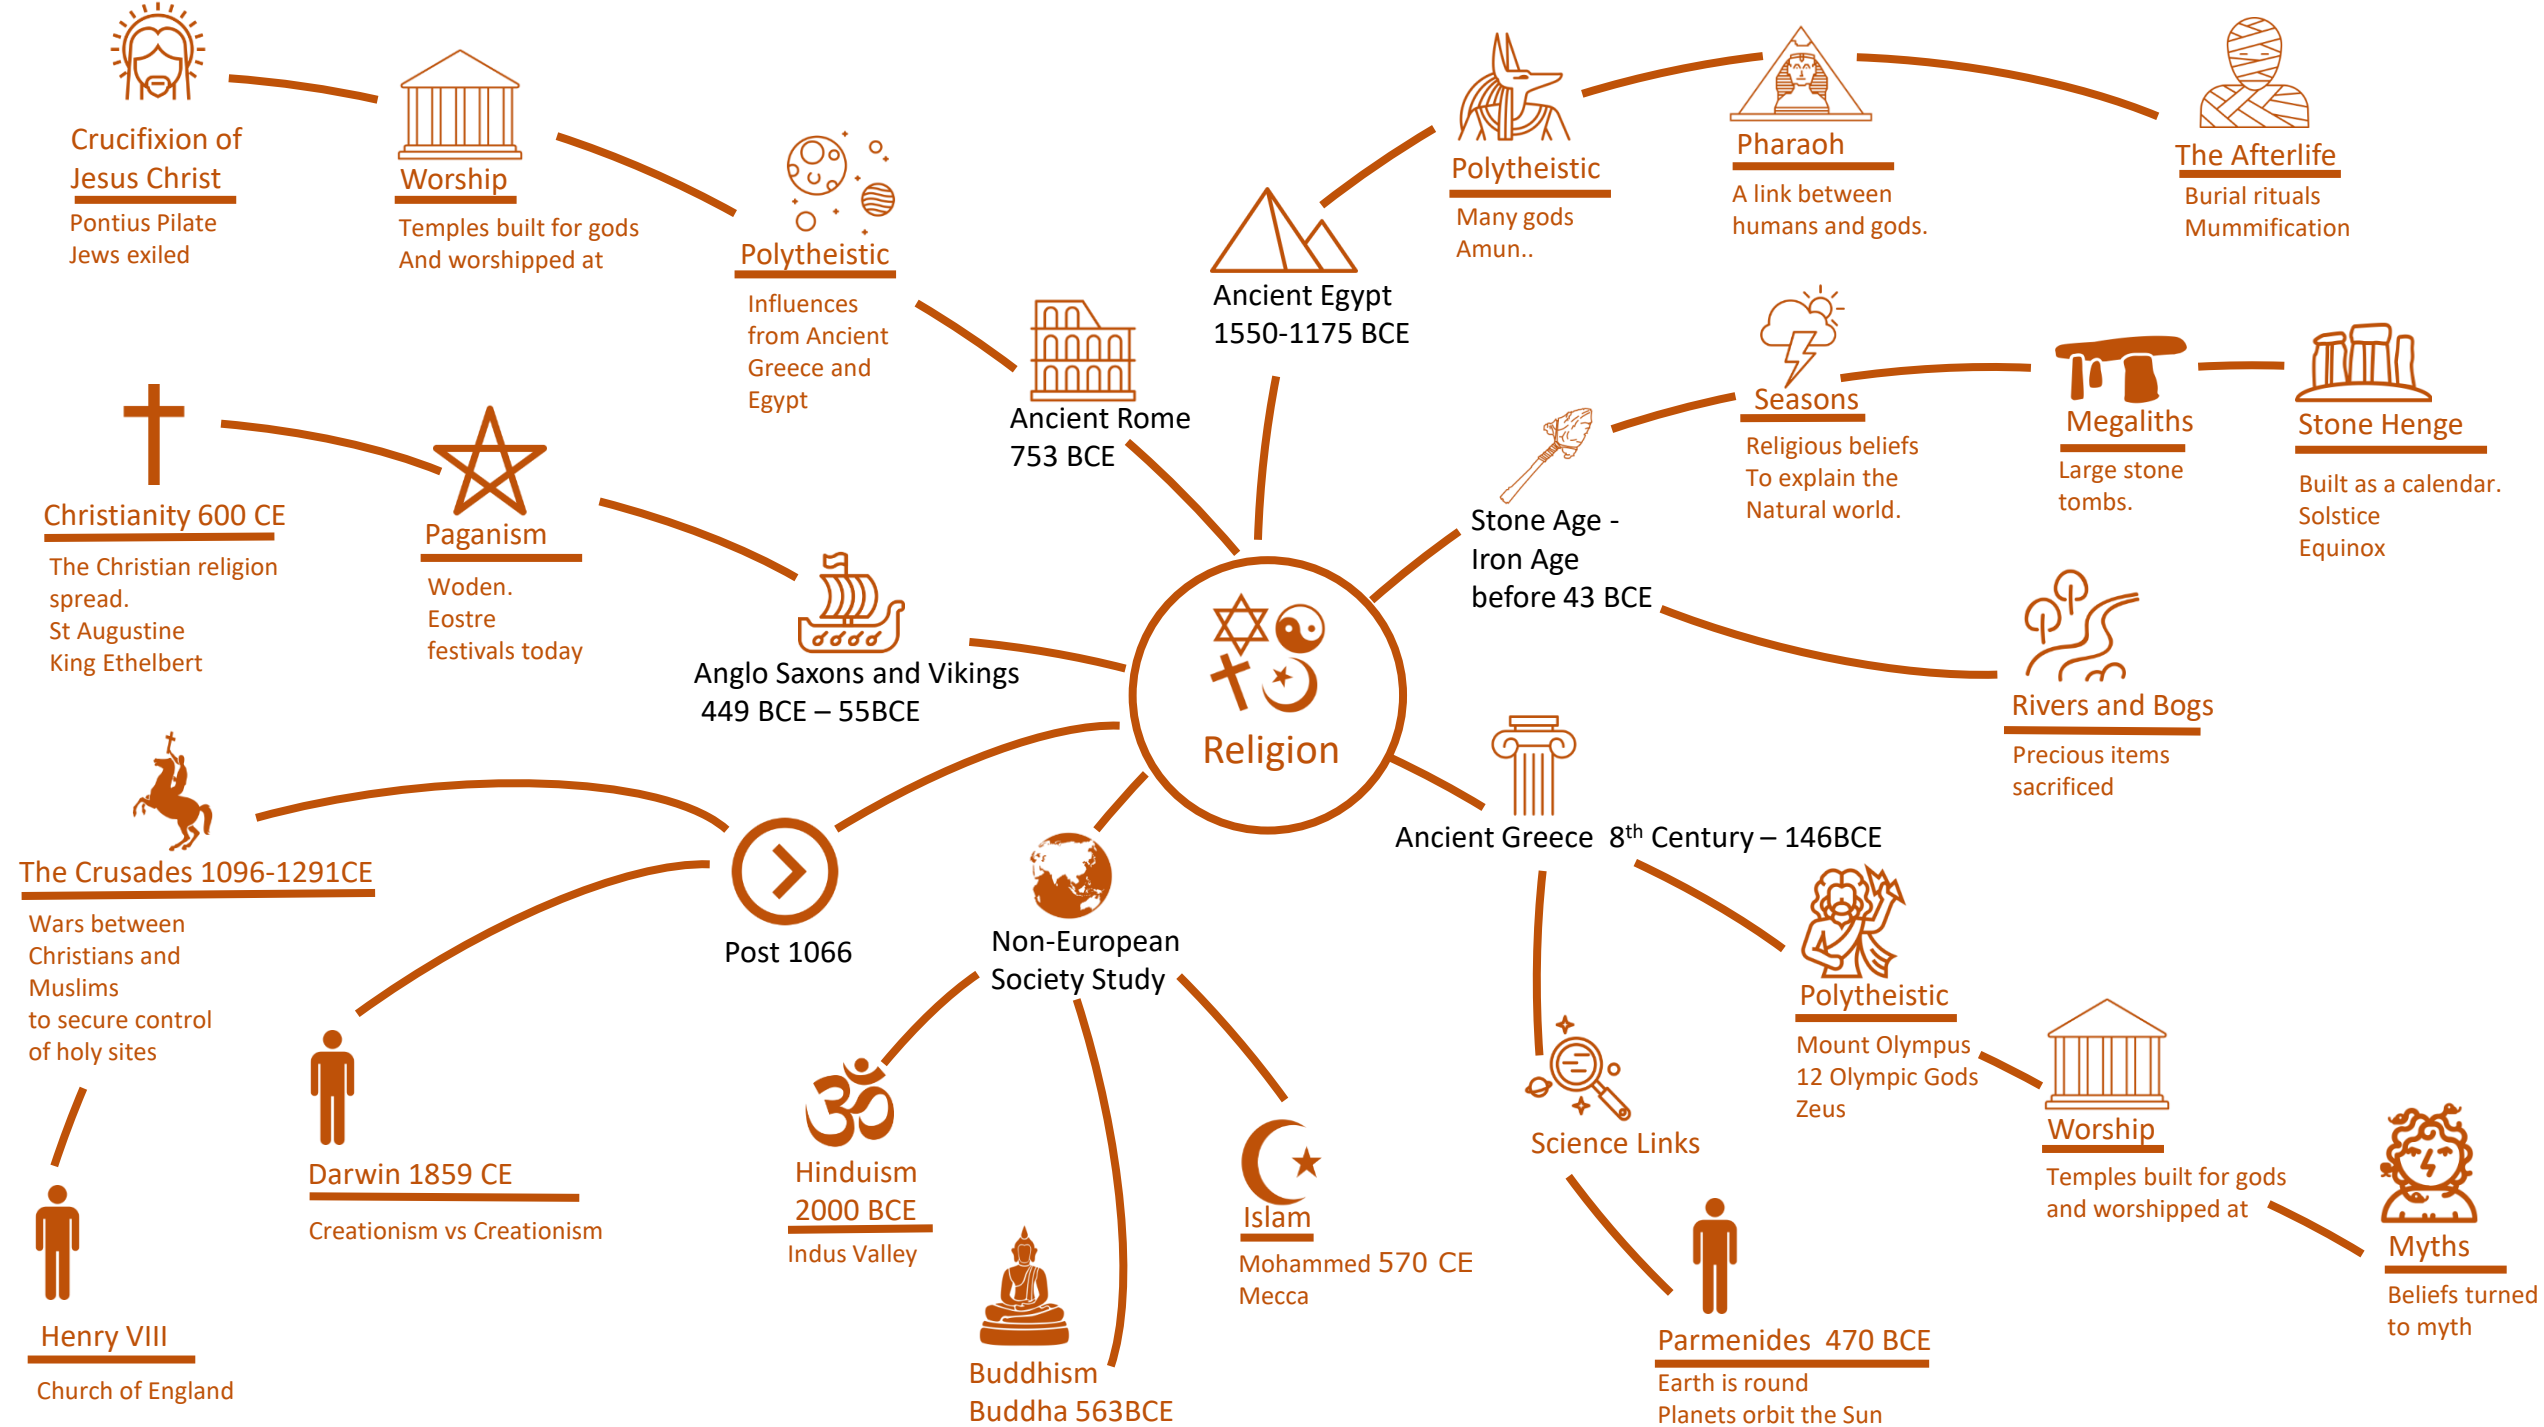 Religion
Ancient Egypt
1550-1175 BCE
Polytheistic
Many gods
Amun..
Pharaoh
A link between
humans and gods.
The Afterlife
Burial rituals
Mummification
Stone Age -
Iron Age
before 43 BCE
Seasons
Religious beliefs
To explain the
Natural world.
Megaliths
Large stone
tombs.
Stone Henge
Built as a calendar.
Solstice
Equinox
Rivers and Bogs
Precious items
sacrificed
Ancient Greece 8th Century – 146BCE
Polytheistic
Mount Olympus
12 Olympic Gods
Zeus
Worship
Temples built for gods
and worshipped at
Myths
Beliefs turned
to myth
Science Links
Parmenides 470 BCE
Earth is round
Planets orbit the Sun
Non-European
Society Study
Islam
Mohammed 570 CE
Mecca
Buddhism
Buddha 563BCE
Hinduism
2000 BCE
Indus Valley
Post 1066
Darwin 1859 CE
Creationism vs Creationism
The Crusades 1096-1291CE
Wars between
Christians and
Muslims
to secure control
of holy sites
Henry VIII
Church of England
Anglo Saxons and Vikings
449 BCE – 55BCE
Paganism
Woden.
Eostre
festivals today
Christianity 600 CE
The Christian religion
spread.
St Augustine
King Ethelbert
Ancient Rome
753 BCE
Polytheistic
Influences
from Ancient
Greece and
Egypt
Worship
Temples built for gods
And worshipped at
Crucifixion of
Jesus Christ
Pontius Pilate
Jews exiled